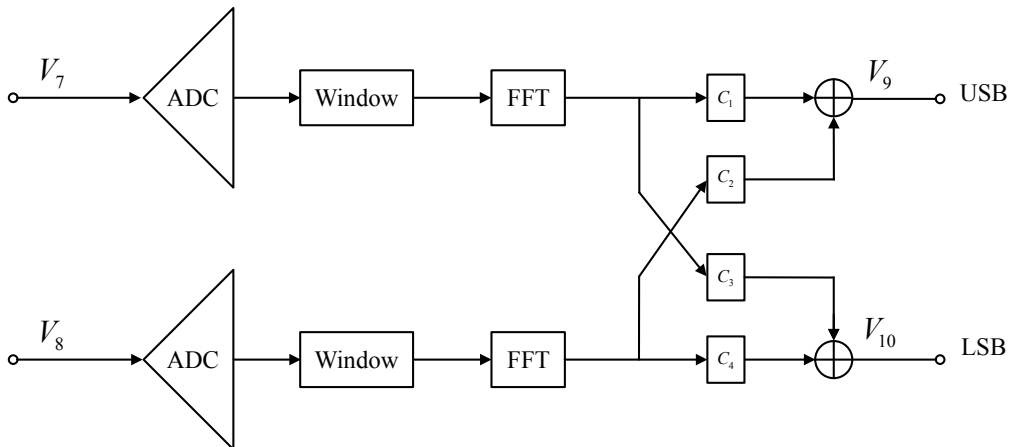 V₇ ADC Window FFT C₁ V₉ USB
C₂
C₃
V₈ ADC Window FFT C₄ V₁₀ LSB